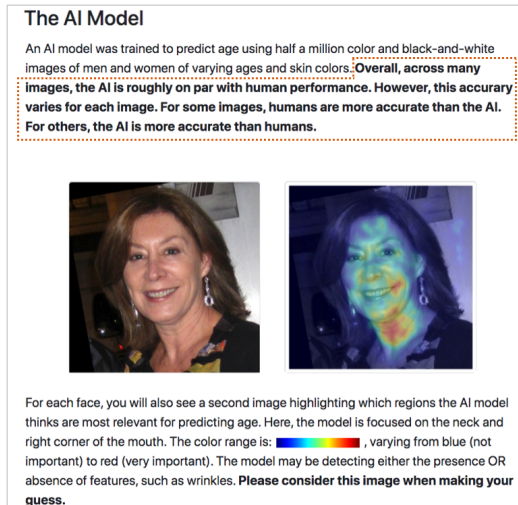 The AI Model
An AI model was trained to predict age using half a million color and black-and-white
images of men and women of varying ages and skin colors. Overall, across many
images, the AI is roughly on par with human performance. However, this accurary
varies for each image. For some images, humans are more accurate than the AI.
For others, the AI is more accurate than humans.
For each face, you will also see a second image highlighting which regions the AI model
thinks are most relevant for predicting age. Here, the model is focused on the neck and
right corner of the mouth. The color range is: , varying from blue (not
important) to red (very important). The model may be detecting either the presence OR
absence of features, such as wrinkles. Please consider this image when making your
guess.